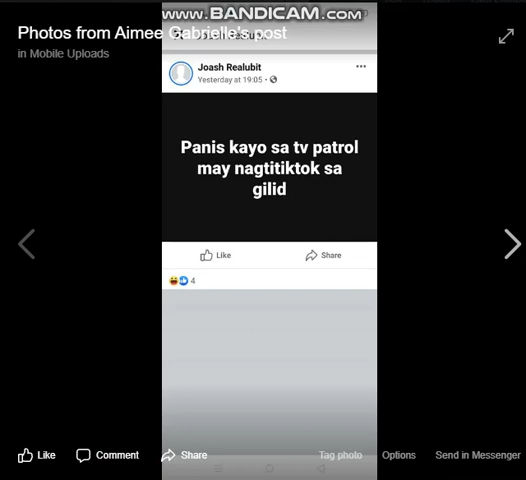 www.BANDICAM.com
Photos from Aimee Gabrielle's post
in Mobile Uploads
Joash Realubit
Yesterday at 19:05 •
Panis kayo sa tv patrol
may nagtitiktok sa
gilid
Like Share
4
Like Comment Share Tag photo Options Send in Messenger